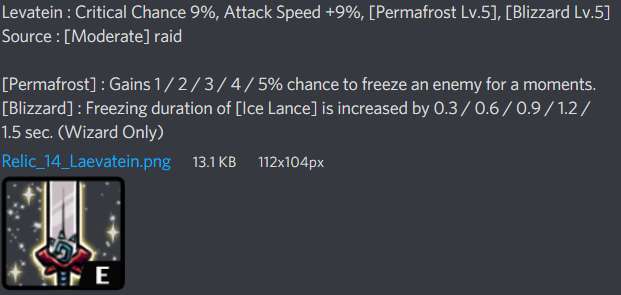 Levatein : Critical Chance 9%, Attack Speed +9%, [Permafrost Lv.5], [Blizzard Lv.5]
Source : [Moderate] raid
[Permafrost] : Gains 1 / 2 / 3 / 4 / 5% chance to freeze an enemy for a moments.
[Blizzard] : Freezing duration of [Ice Lance] is increased by 0.3 / 0.6 / 0.9 / 1.2 /
1.5 sec. (Wizard Only)
Relic_14_Laevatein.png 13.1 KB 112x104px
E